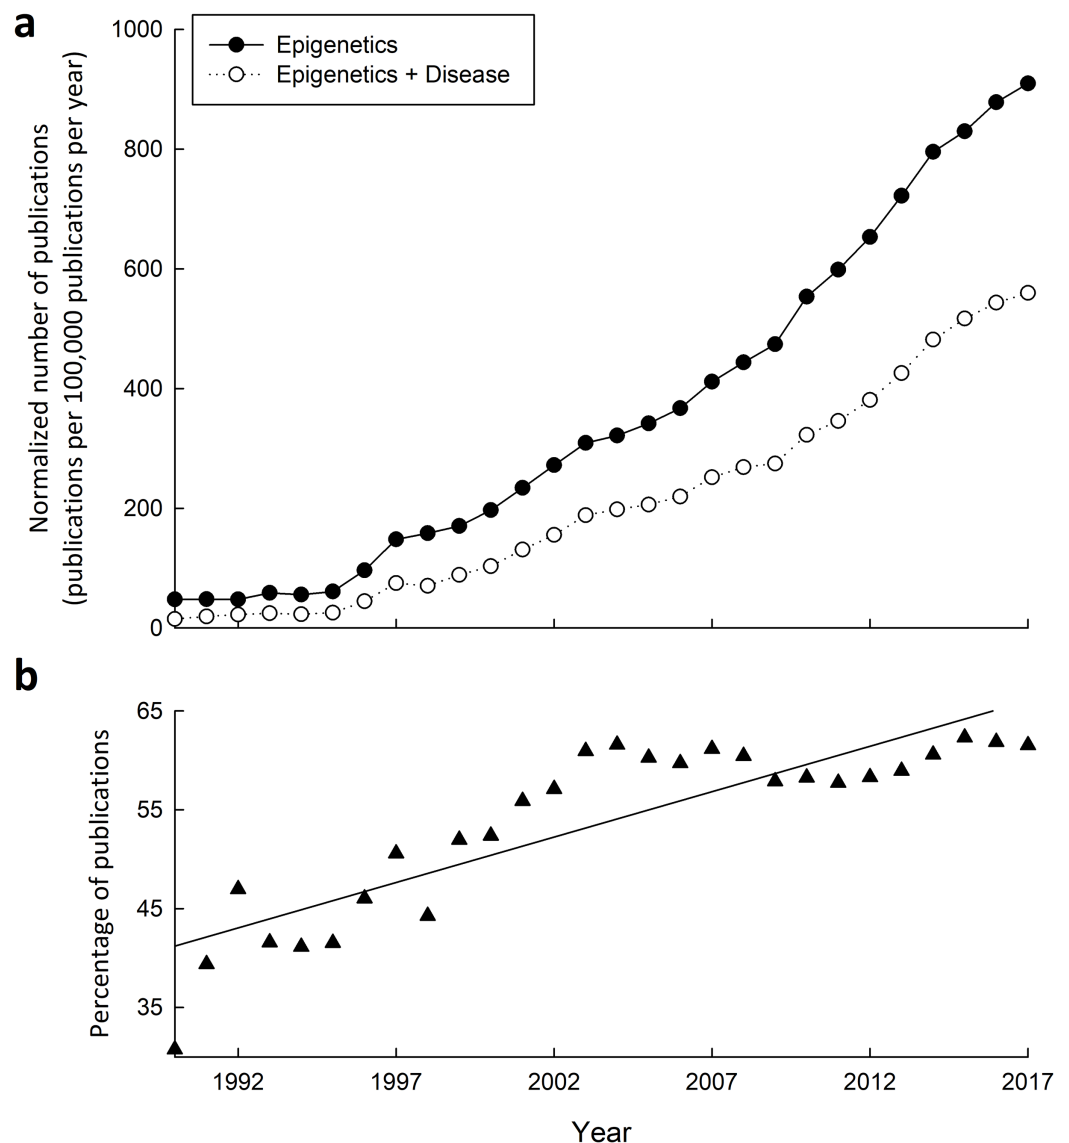 a
Normalized number of publications
(publications per 100,000 publications per year)
1000
800
600
400
200
0
Epigenetics
Epigenetics + Disease
b
Percentage of publications
65
55
45
35
1992 1997 2002 2007 2012 2017
Year